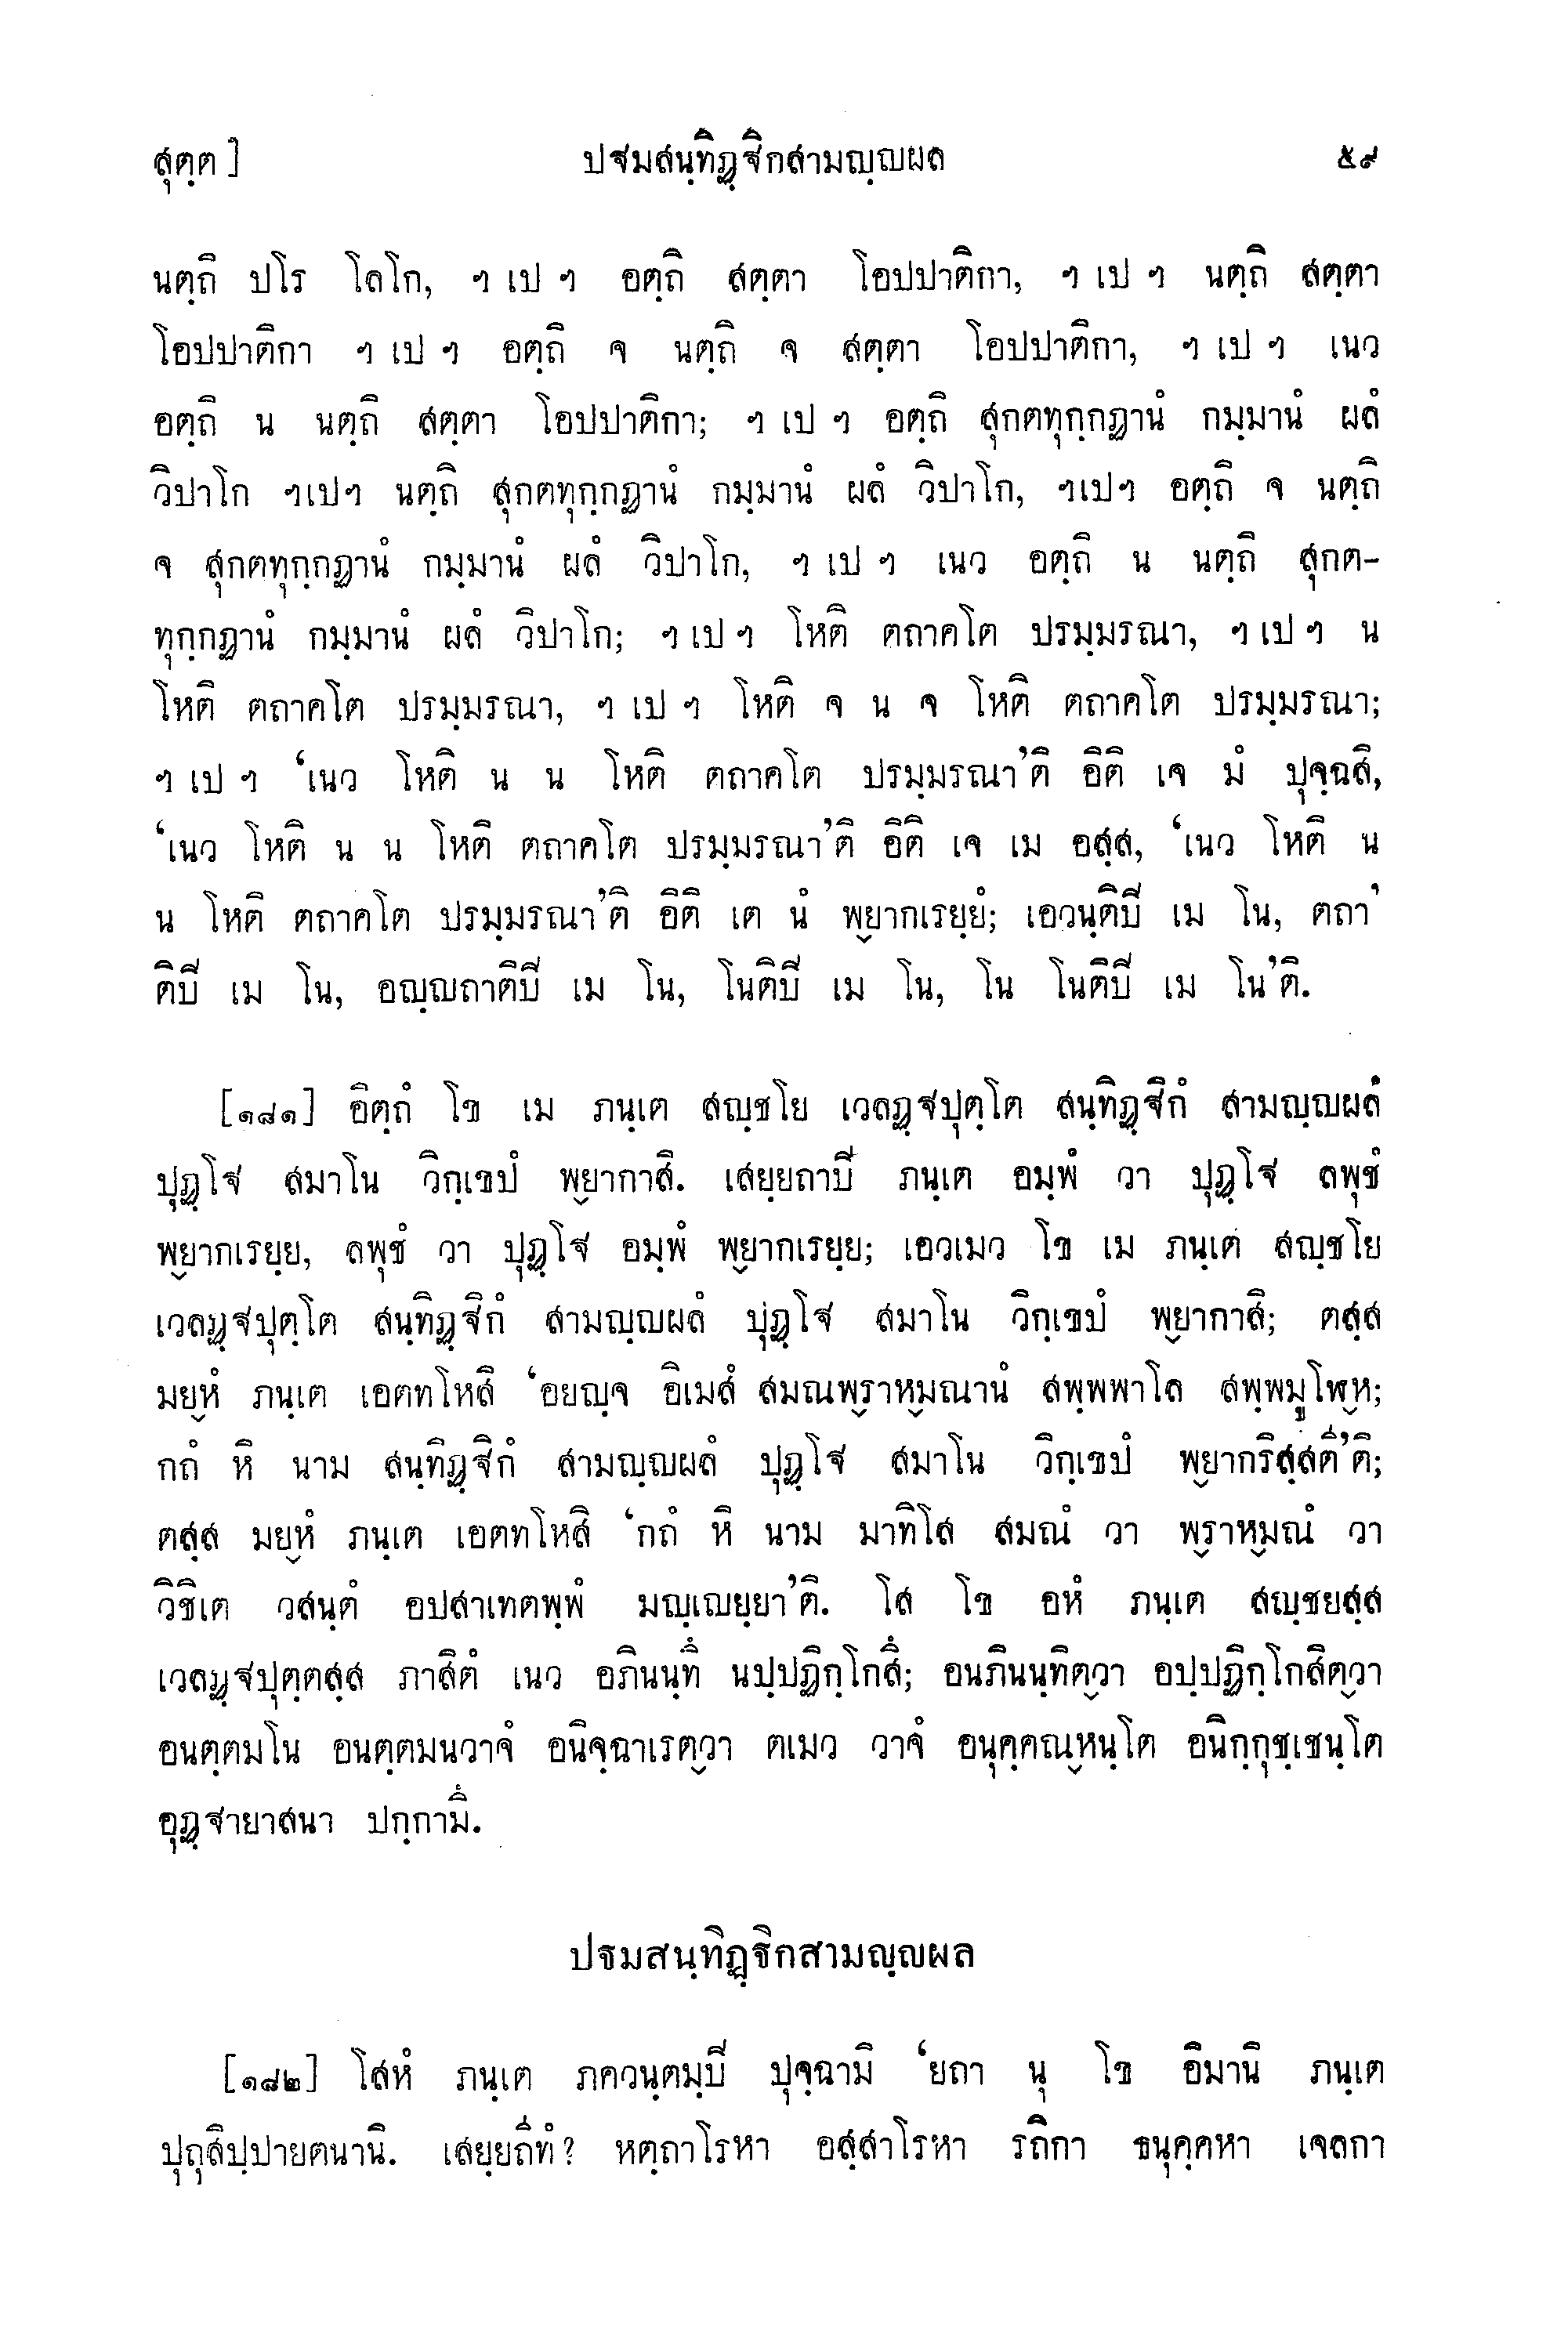 สุตฺต] ปฐมสนฺทิฏฺฐิกสามญฺญผล ๕๙
นตฺถิ ปโร โลโก, ฯ เป ฯ อตฺถิ สตฺตา โอปปาติกา, ฯ เป ฯ นตฺถิ สตฺตา
โอปปาติกา ฯ เป ฯ อตฺถิ จ นตฺถิ จ สตฺตา โอปปาติกา, ฯ เป ฯ เนว
อตฺถิ น นตฺถิ สตฺตา โอปปาติกา; ฯ เป ฯ อตฺถิ สุกตทุกฺกฏานํ กมฺมานํ ผลํ
วิปาโก ฯเปฯ นตฺถิ สุกตทุกฺกฏานํ กมฺมานํ ผลํ วิปาโก, ฯเปฯ อตฺถิ จ นตฺถิ
จ สุกตทุกฺกฏานํ กมฺมานํ ผลํ วิปาโก, ฯ เป ฯ เนว อตฺถิ น นตฺถิ สุกต-
ทุกฺกฏานํ กมฺมานํ ผลํ วิปาโก; ฯ เป ฯ โหติ ตถาคโต ปรมฺมรณา, ฯ เป ฯ น
โหติ ตถาคโต ปรมฺมรณา, ฯ เป ฯ โหติ จ น จ โหติ ตถาคโต ปรมฺมรณา;
ฯ เป ฯ ‘เนว โหติ น น โหติ ตถาคโต ปรมฺมรณา’ติ อิติ เจ มํ ปุจฺฉสิ,
‘เนว โหติ น น โหติ ตถาคโต ปรมฺมรณา’ติ อิติ เจ เม อสฺส, ‘เนว โหติ น
น โหติ ตถาคโต ปรมฺมรณา’ติ อิติ เต นํ พฺยากเรยฺยํ; เอวนฺติปี เม โน, ตถา’
ติปี เม โน, อญฺญถาติปี เม โน, โนติปี เม โน, โน โนติปี เม โน’ติ.
[๑๘๑] อิตฺถํ โข เม ภนฺเต สญฺชโย เวลฏฺฐปุตฺโต สนฺทิฏฺฐิกํ สามญฺญผลํ
ปุฏฺโฐ สมาโน วิกฺเขปํ พฺยากาสิ. เสยฺยถาปี ภนฺเต อมฺพํ วา ปุฏฺโฐ ลพุชํ
พฺยากเรยฺย, ลพุชํ วา ปุฏฺโฐ อมฺพํ พฺยากเรยฺย; เอวเมว โข เม ภนฺเต สญฺชโย
เวลฏฺฐปุตฺโต สนฺทิฏฺฐิกํ สามญฺญผลํ ปุฏฺโฐ สมาโน วิกฺเขปํ พฺยากาสิ; ตสฺส
มยฺหํ ภนฺเต เอตทโหสิ ‘อยญฺจ อิเมสํ สมณพฺราหฺมณานํ สพฺพพาโล สพฺพมูโฬฺห;
กถํ หิ นาม สนฺทิฏฺฐิกํ สามญฺญผลํ ปุฏฺโฐ สมาโน วิกฺเขปํ พฺยากริสฺสตี’ติ;
ตสฺส มยฺหํ ภนฺเต เอตทโหสิ ‘กถํ หิ นาม มาทิโส สมณํ วา พฺราหฺมณํ วา
วิชิเต วสนฺตํ อปสาเทตพฺพํ มญฺเญยฺยา’ติ. โส โข อหํ ภนฺเต สญฺชยสฺส
เวลฏฺฐปุตฺตสฺส ภาสิตํ เนว อภินนฺทึ นปฺปฏิกฺโกสึ; อนภินนฺทิตฺวา อปฺปฏิกฺโกสิตฺวา
อนตฺตมโน อนตฺตมนวาจํ อนิจฺฉาเรตฺวา ตเมว วาจํ อนุคฺคณฺหนฺโต อนิกฺกุชฺเชนฺโต
อุฏฺฐายาสนา ปกฺกามึ.
ปฐมสนฺทิฏฺฐิกสามญฺญผล
[๑๘๒] โสหํ ภนฺเต ภควนฺตมฺปี ปุจฺฉามิ ‘ยถา นุ โข อิมานิ ภนฺเต
ปุถุสิปฺปายตนานิ. เสยฺยถีทํ? หตฺถาโรหา อสฺสาโรหา รถิกา ธนุคฺคหา เจลกา